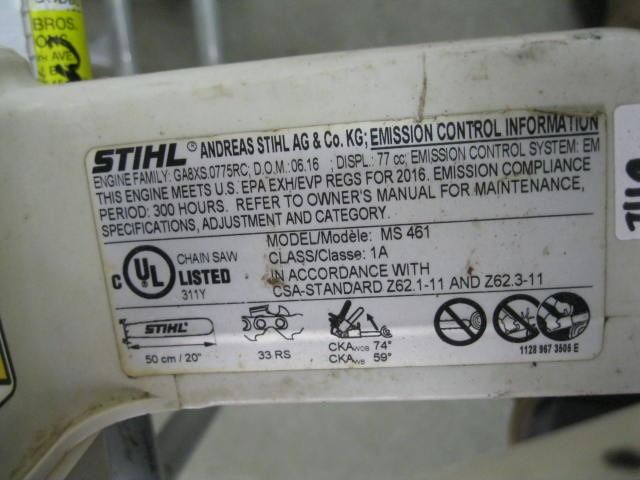 BROS.
STIHL® ANDREAS STIHL AG & Co. KG; EMISSION CONTROL INFORMATION
ENGINE FAMILY: GA8XS.0775RC; D.O.M.: 06.16 ; DISPL.: 77 cc; EMISSION CONTROL SYSTEM: EM
THIS ENGINE MEETS U.S. EPA EXH/EVP REGS FOR 2016. EMISSION COMPLIANCE
PERIOD: 300 HOURS. REFER TO OWNER'S MANUAL FOR MAINTENANCE,
SPECIFICATIONS, ADJUSTMENT AND CATEGORY.
C UL CHAIN SAW
LISTED
311Y
MODEL/Modèle: MS 461
CLASS/Classe: 1A
IN ACCORDANCE WITH
CSA-STANDARD Z62.1-11 AND Z62.3-11
STIHL
50 cm / 20"
33 RS
CKAWOB 74°
CKAWB 59°
1128 967 3505 E